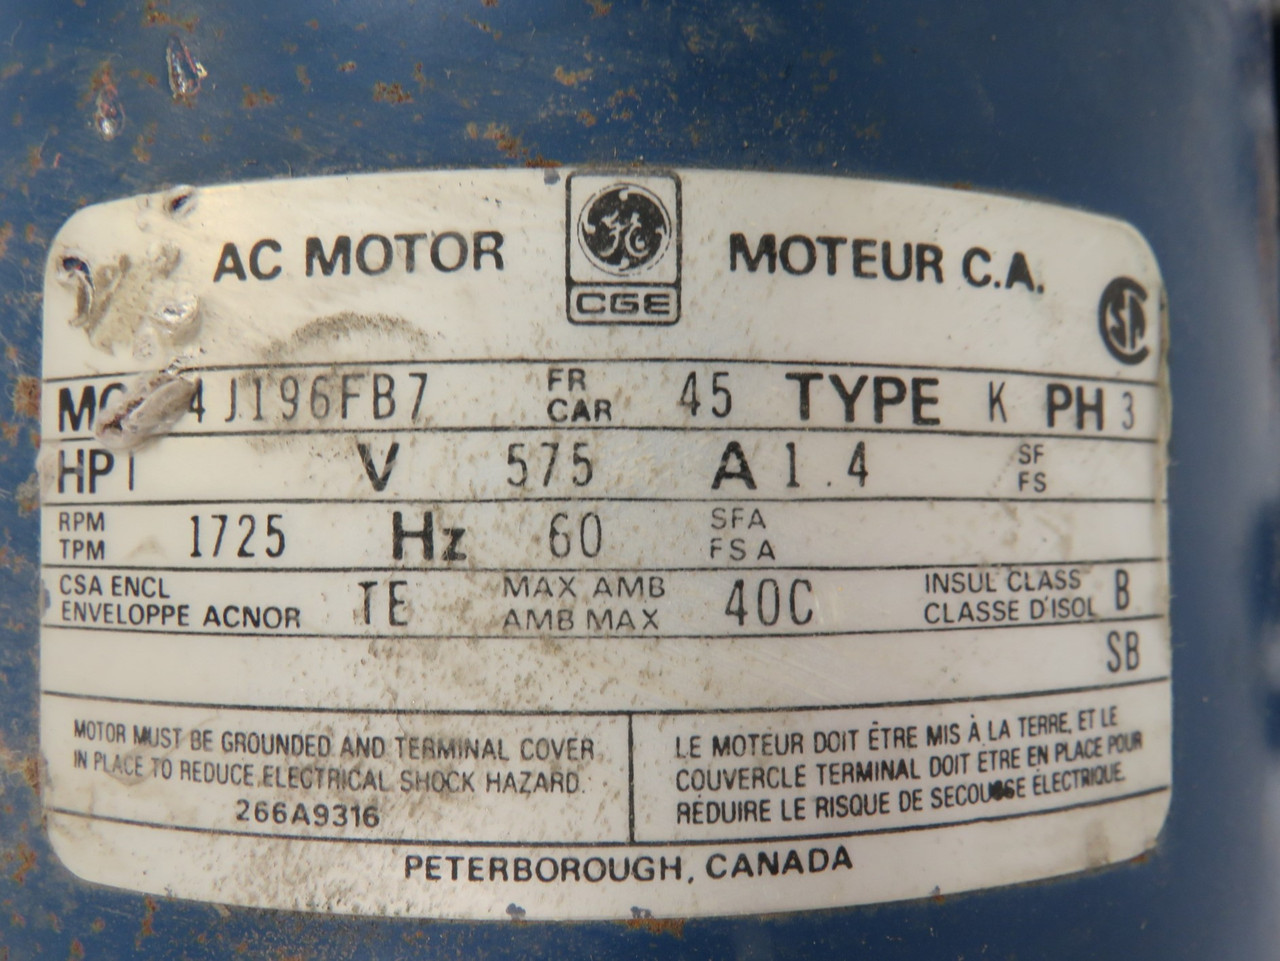 AC MOTOR
MOTEUR C.A.
GE
CGE
SA
4J196FB7 FR CAR 45 TYPE K PH 3
HP 1 V 575 A 1.4 SF FS
RPM TPM 1725 Hz 60 SFA FSA
CSA ENCL ENVELOPPE ACNOR TE MAX AMB AMB MAX 40C INSUL CLASS CLASSE D'ISOL B
SB
MOTOR MUST BE GROUNDED AND TERMINAL COVER
IN PLACE TO REDUCE ELECTRICAL SHOCK HAZARD.
266A9316
LE MOTEUR DOIT ÊTRE MIS À LA TERRE, ET LE
COUVERCLE TERMINAL DOIT ETRE EN PLACE POUR
RÉDUIRE LE RISQUE DE SECOUSSE ÉLECTRIQUE.
PETERBOROUGH, CANADA